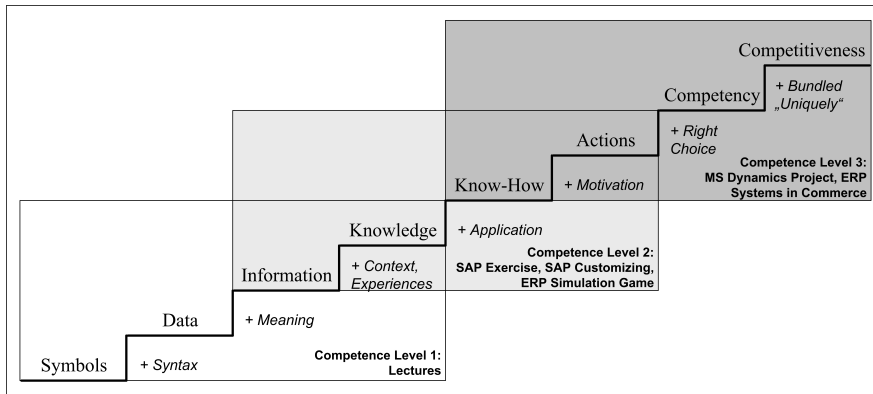 Competitiveness
+ Bundled
„Uniquely“
Competency
+ Right
Choice
Actions
Competence Level 3:
MS Dynamics Project, ERP
Systems in Commerce
Know-How
+ Motivation
Knowledge
+ Application
Competence Level 2:
SAP Exercise, SAP Customizing,
ERP Simulation Game
Information
+ Context,
Experiences
Data
+ Meaning
Competence Level 1:
Lectures
Symbols
+ Syntax